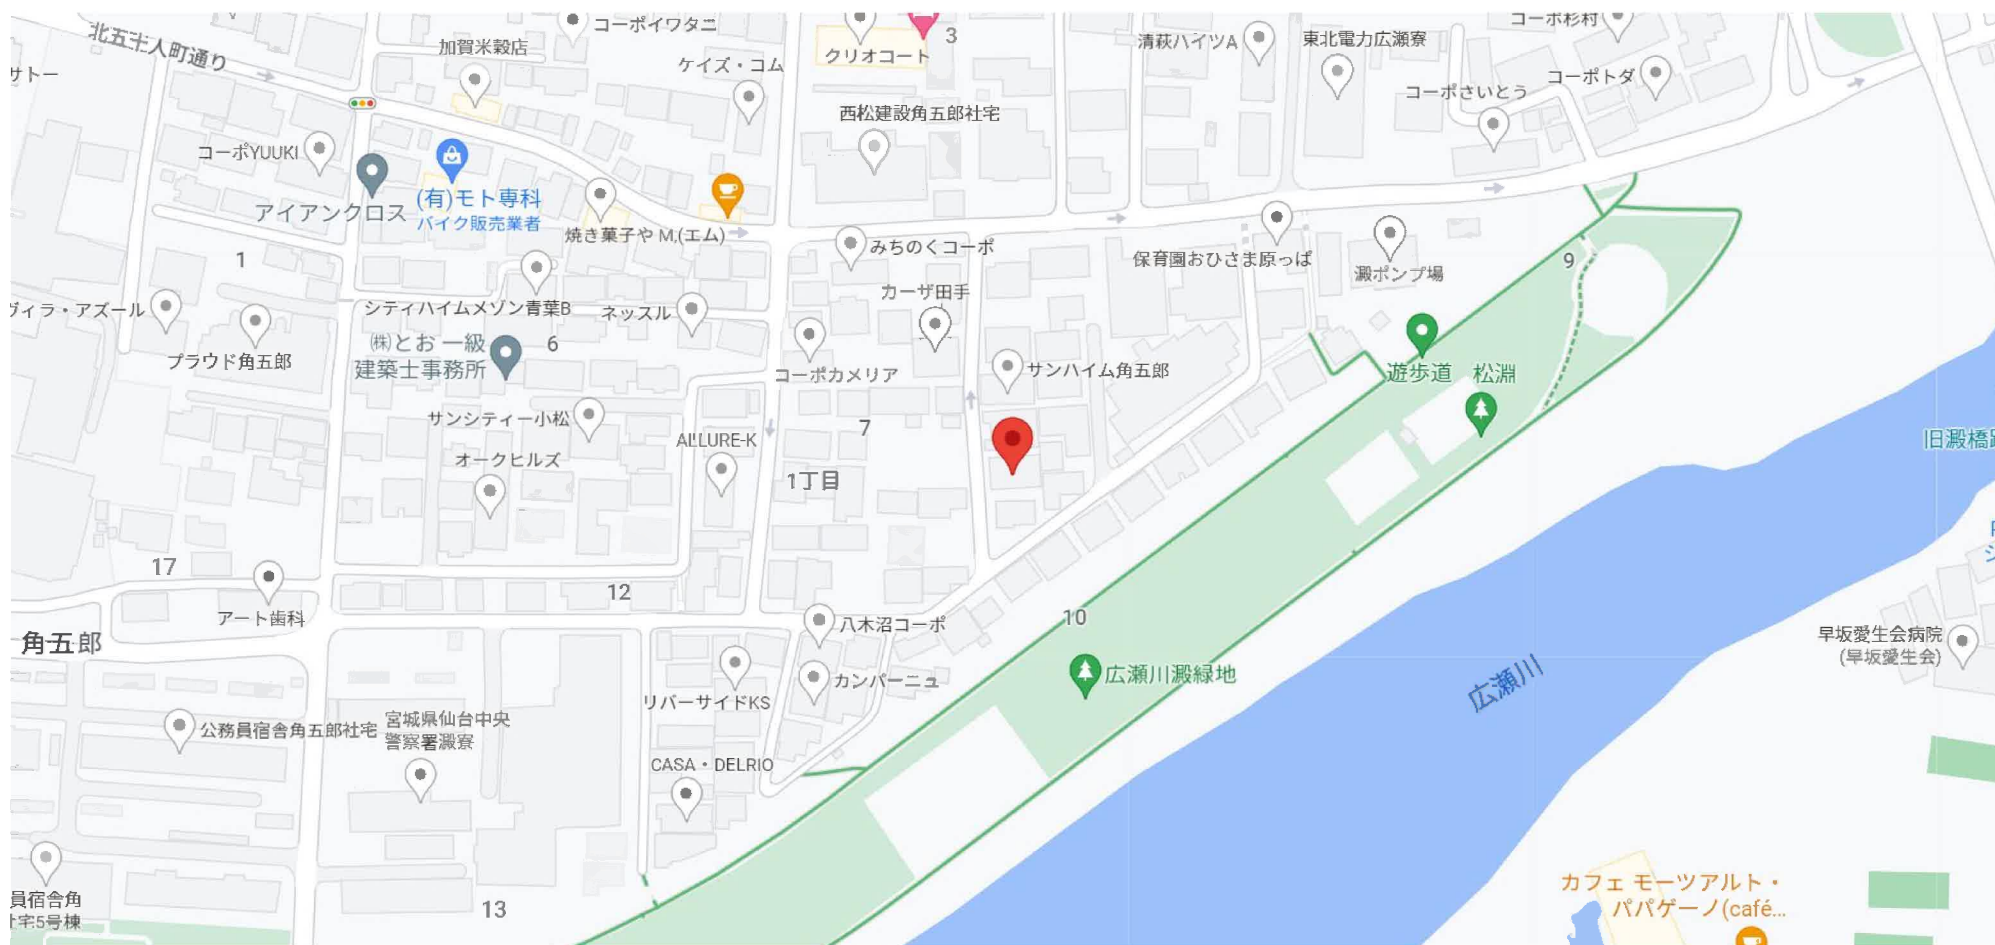 コーポイワタニ
コーポ杉村
北五十人町通り
加賀米穀店
クリオコート
3
清萩ハイツA
東北電力広瀬寮
サトー
ケイズ・コム
コーポトダ
コーポさいとう
西松建設角五郎社宅
コーポYUUKI
アイアンクロス
(有)モト専科
バイク販売業者
焼き菓子や M.(エム)
みちのくコーポ
保育園おひさま原っぱ
澱ポンプ場
9
1
カーザ田手
ヴィラ・アズール
シティハイムメゾン青葉B
ネッスル
プラウド角五郎
㈱とお 一級
建築士事務所
6
コーポカメリア
サンハイム角五郎
遊歩道 松淵
サンシティー小松
7
ALLURE-K
旧澱橋
オークヒルズ
1丁目
17
12
アート歯科
10
角五郎
八木沼コーポ
早坂愛生会病院
(早坂愛生会)
広瀬川澱緑地
広瀬川
カンパーニュ
リバーサイドKS
公務員宿舎角五郎社宅
宮城県仙台中央
警察署澱寮
CASA・DELRIO
員宿舎角
社宅5号棟
13
カフェ モーツアルト・
パパゲーノ(café...